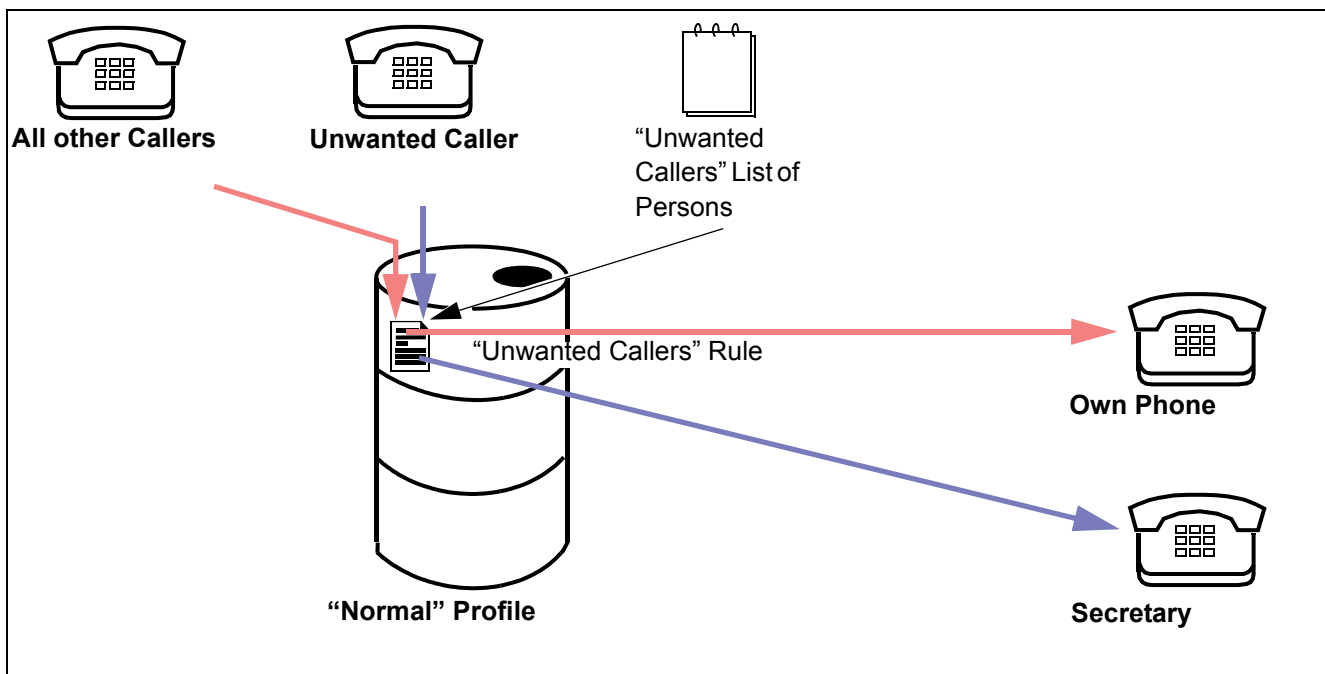 All other Callers
Unwanted Caller
“Unwanted
Callers” List of
Persons
“Unwanted Callers” Rule
Own Phone
“Normal” Profile
Secretary